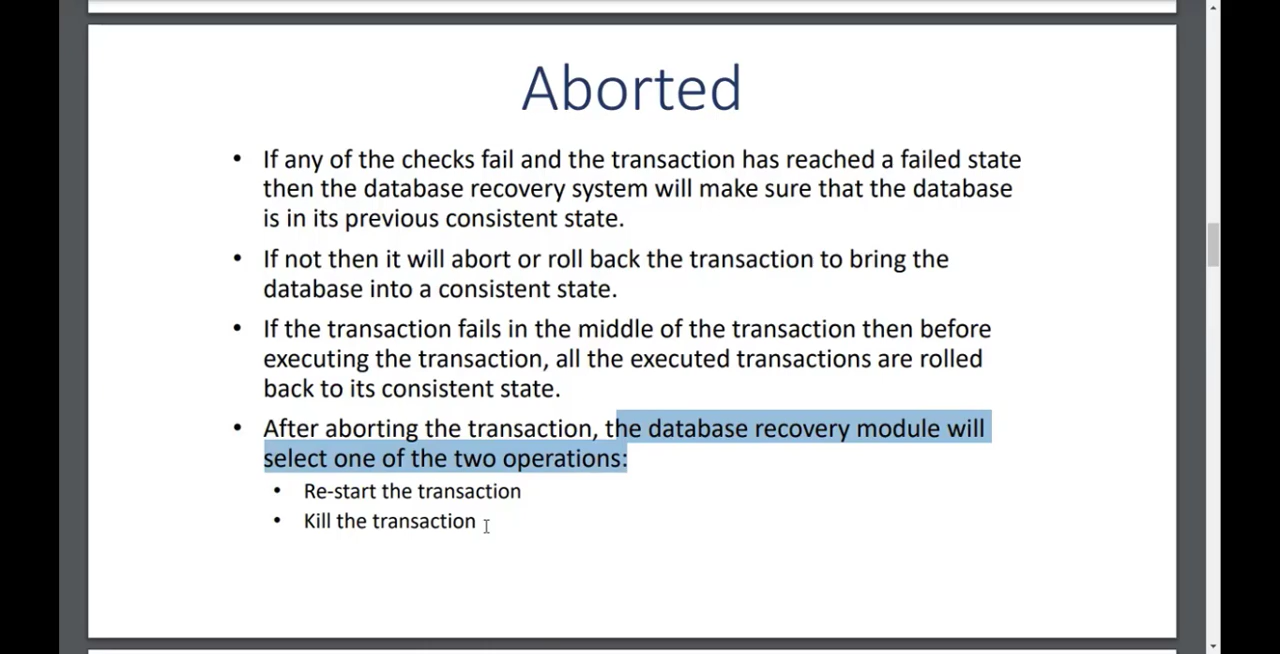 Aborted
• If any of the checks fail and the transaction has reached a failed state
then the database recovery system will make sure that the database
is in its previous consistent state.
• If not then it will abort or roll back the transaction to bring the
database into a consistent state.
• If the transaction fails in the middle of the transaction then before
executing the transaction, all the executed transactions are rolled
back to its consistent state.
• After aborting the transaction, the database recovery module will
select one of the two operations:
• Re-start the transaction
• Kill the transaction